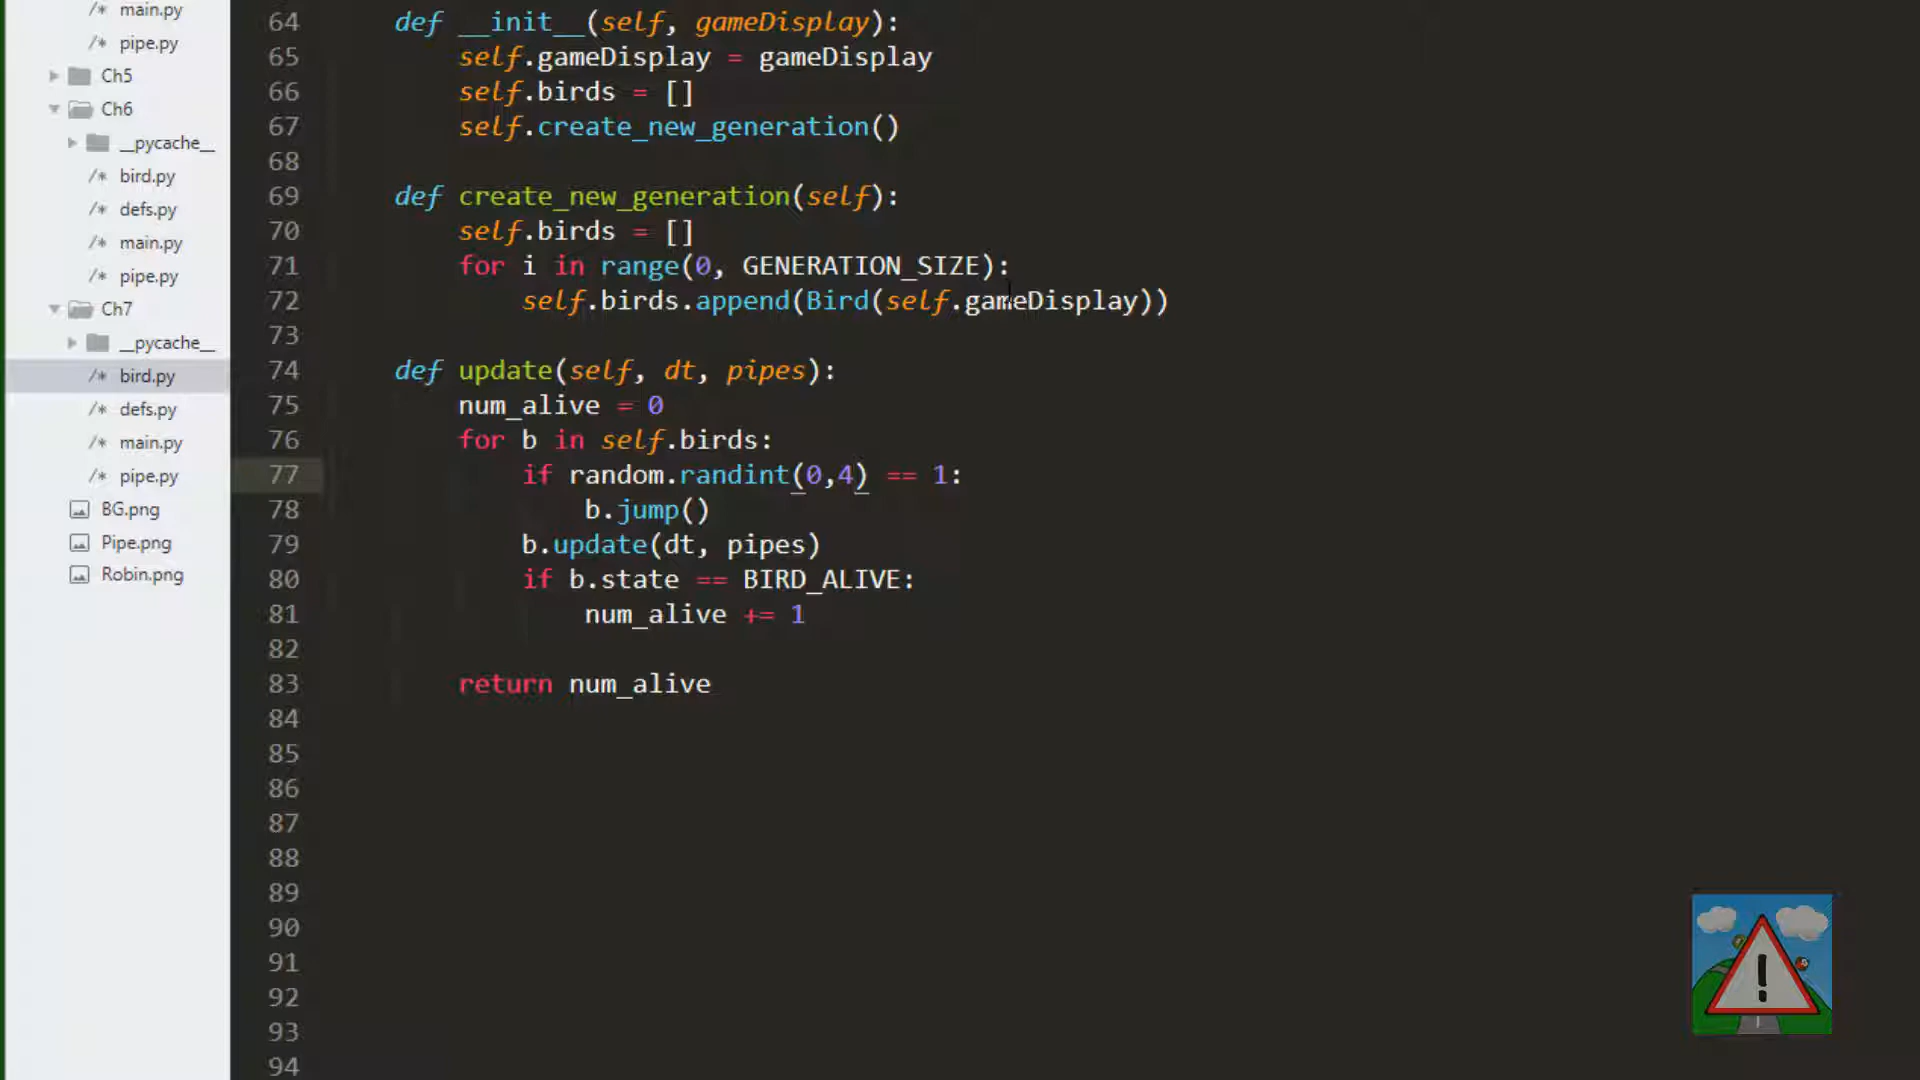 main.py
/* pipe.py
Ch5
Ch6
__pycache__
/* bird.py
/* defs.py
/* main.py
/* pipe.py
Ch7
__pycache__
/* bird.py
/* defs.py
/* main.py
/* pipe.py
BG.png
Pipe.png
Robin.png
64 def __init__(self, gameDisplay):
65 self.gameDisplay = gameDisplay
66 self.birds = []
67 self.create_new_generation()
68
69 def create_new_generation(self):
70 self.birds = []
71 for i in range(0, GENERATION_SIZE):
72 self.birds.append(Bird(self.gameDisplay))
73
74 def update(self, dt, pipes):
75 num_alive = 0
76 for b in self.birds:
77 if random.randint(0,4) == 1:
78 b.jump()
79 b.update(dt, pipes)
80 if b.state == BIRD_ALIVE:
81 num_alive += 1
82
83 return num_alive
84
85
86
87
88
89
90
91
92
93
94
!